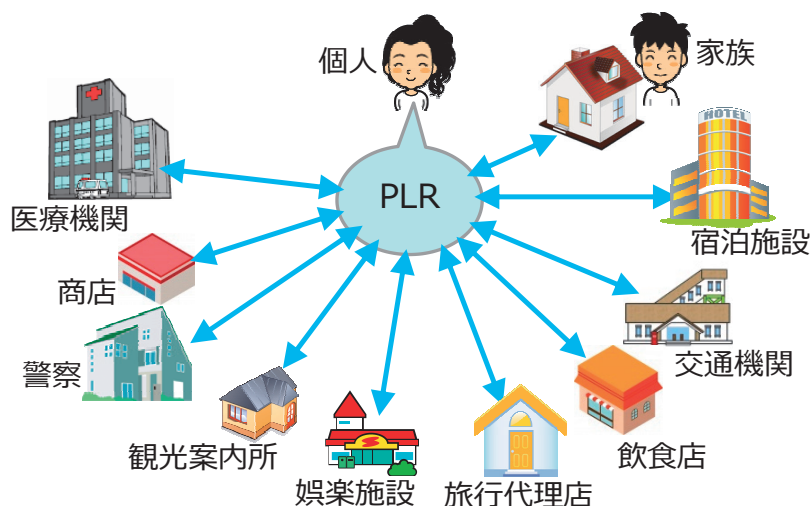 個人
家族
PLR
HOTEL
医療機関
宿泊施設
商店
交通機関
警察
飲食店
観光案内所
娯楽施設
旅行代理店